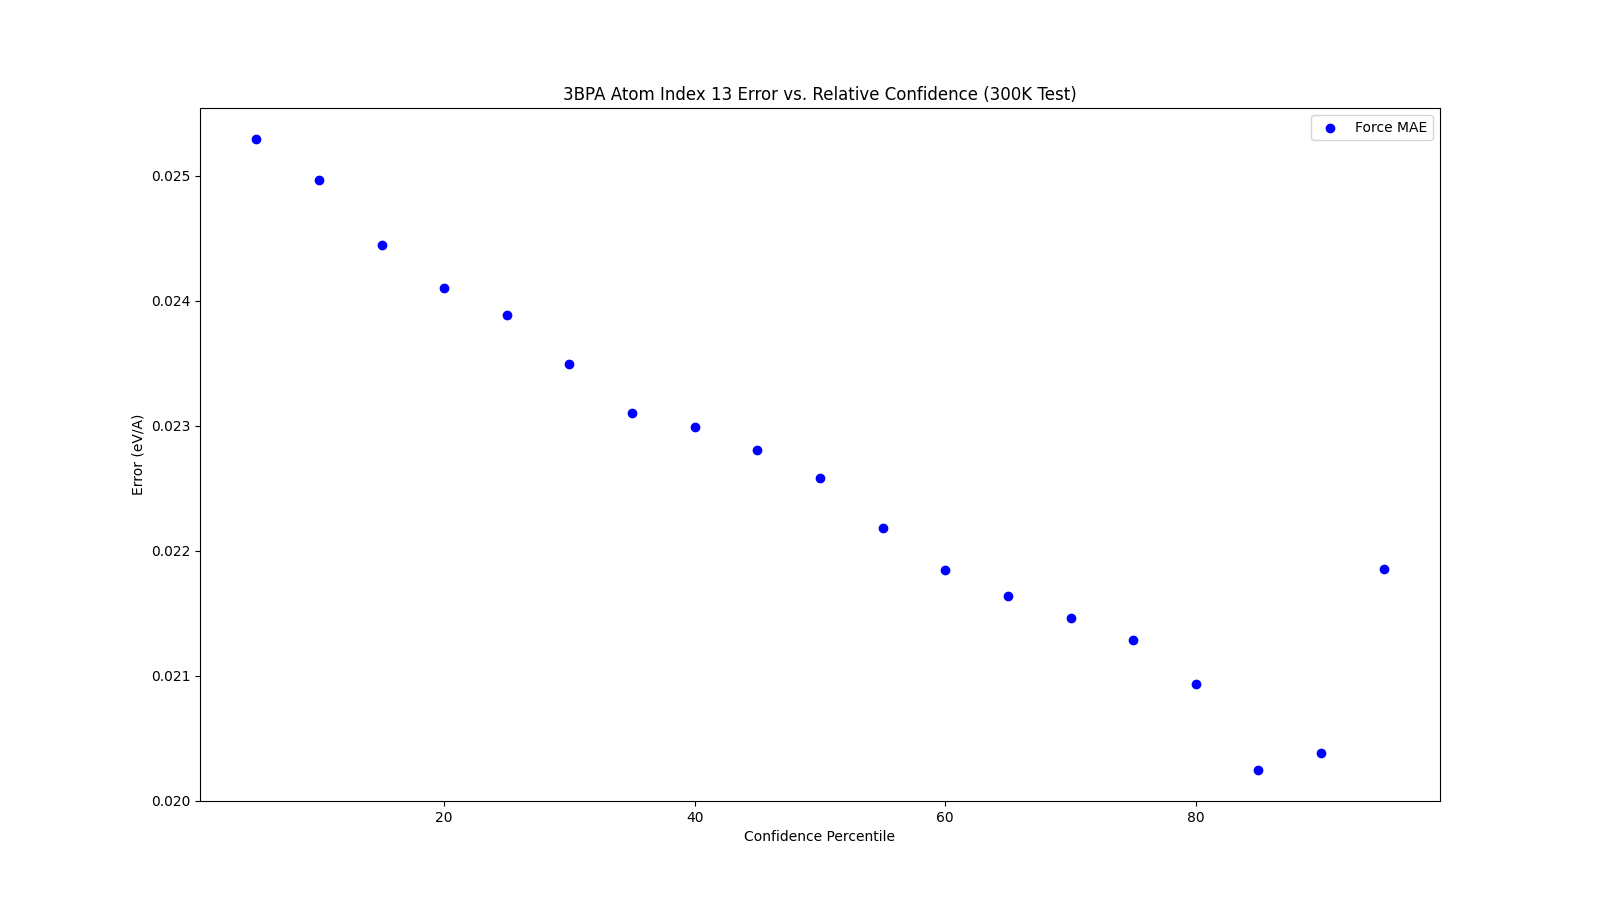 3BPA Atom Index 13 Error vs. Relative Confidence (300K Test)
Force MAE
0.025
0.024
0.023
0.022
0.021
0.020
Error (eV/A)
20 40 60 80
Confidence Percentile